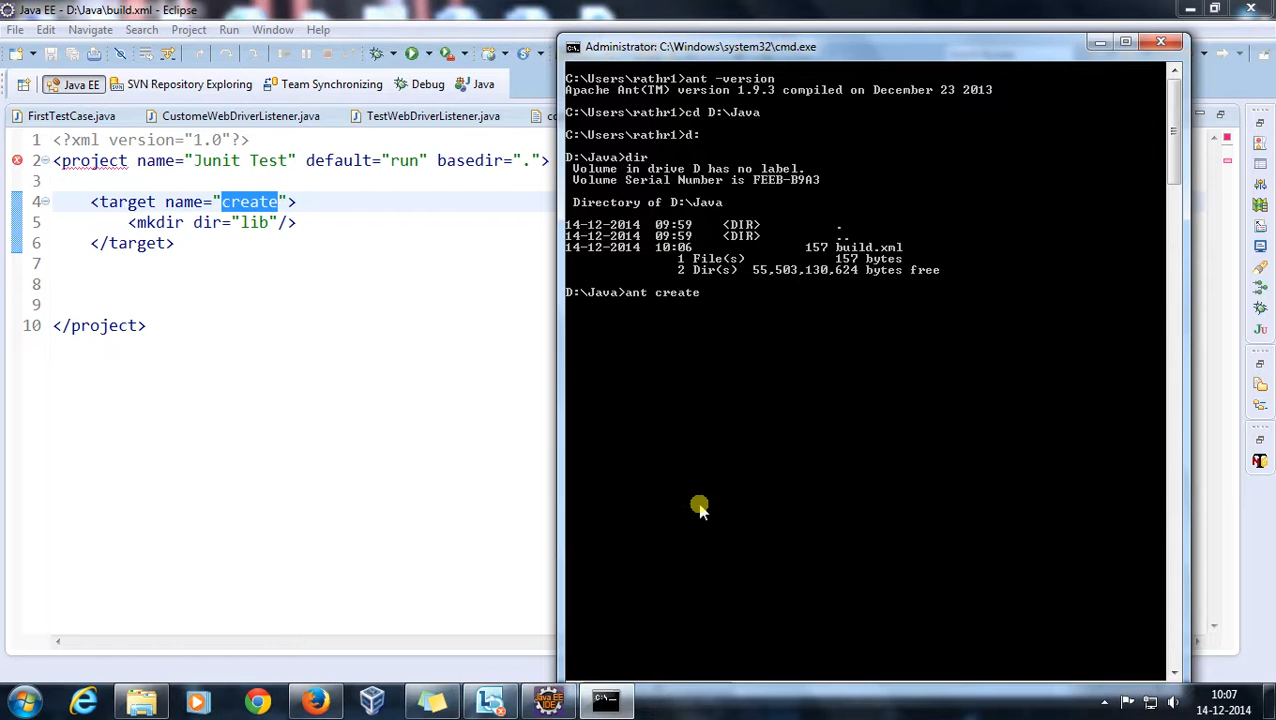 Java EE - D:\Java\build.xml - Eclipse
File Edit Navigate Search Project Run Window Help
Java EE SVN Repository Exploring Team Synchronizing Debug Java
FirstTestCase.java CustomeWebDriverListener.java TestWebDriverListener.java co
1 <?xml version="1.0"?>
2 <project name="Junit Test" default="run" basedir=".">
3
4 <target name="create">
5 <mkdir dir="lib"/>
6 </target>
7
8
9
10 </project>
Administrator: C:\Windows\system32\cmd.exe
C:\Users\rathr1>ant -version
Apache Ant(TM) version 1.9.3 compiled on December 23 2013
C:\Users\rathr1>cd D:\Java
C:\Users\rathr1>d:
D:\Java>dir
Volume in drive D has no label.
Volume Serial Number is FEEB-B9A3
Directory of D:\Java
14-12-2014 09:59 <DIR> .
14-12-2014 09:59 <DIR> ..
14-12-2014 10:06 157 build.xml
1 File(s) 157 bytes
2 Dir(s) 55,503,130,624 bytes free
D:\Java>ant create
Ju
Java EE
IDE
C:\
10:07
14-12-2014